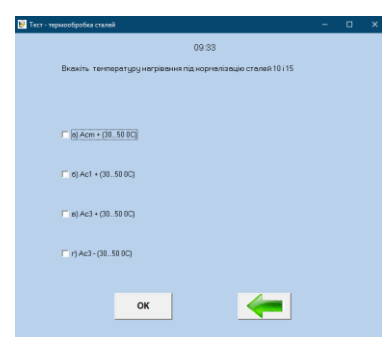 Тест - термообробка сталей
09:33
Вкажіть температуру нагрівання під нормалізацію сталей 10 і 15
а) Acm + (30...50 0C)
б) Ac1 + (30...50 0C)
в) Ac3 + (30...50 0C)
г) Ac3 - (30...50 0C)
OK